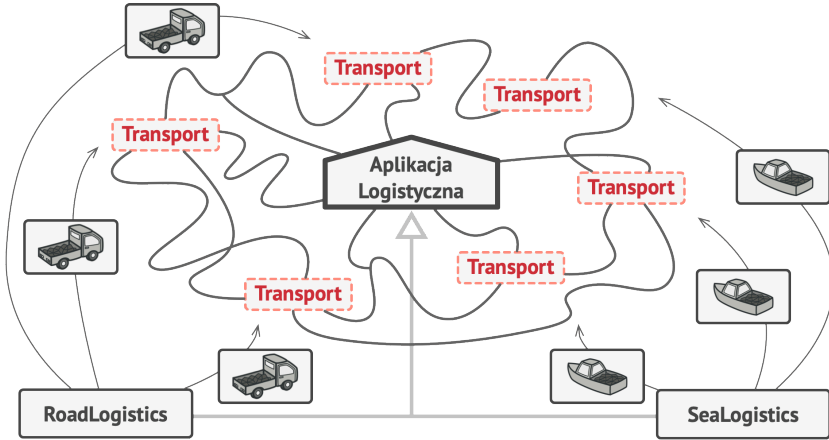 Transport
Transport
Transport
Aplikacja
Logistyczna
Transport
Transport
Transport
RoadLogistics
SeaLogistics